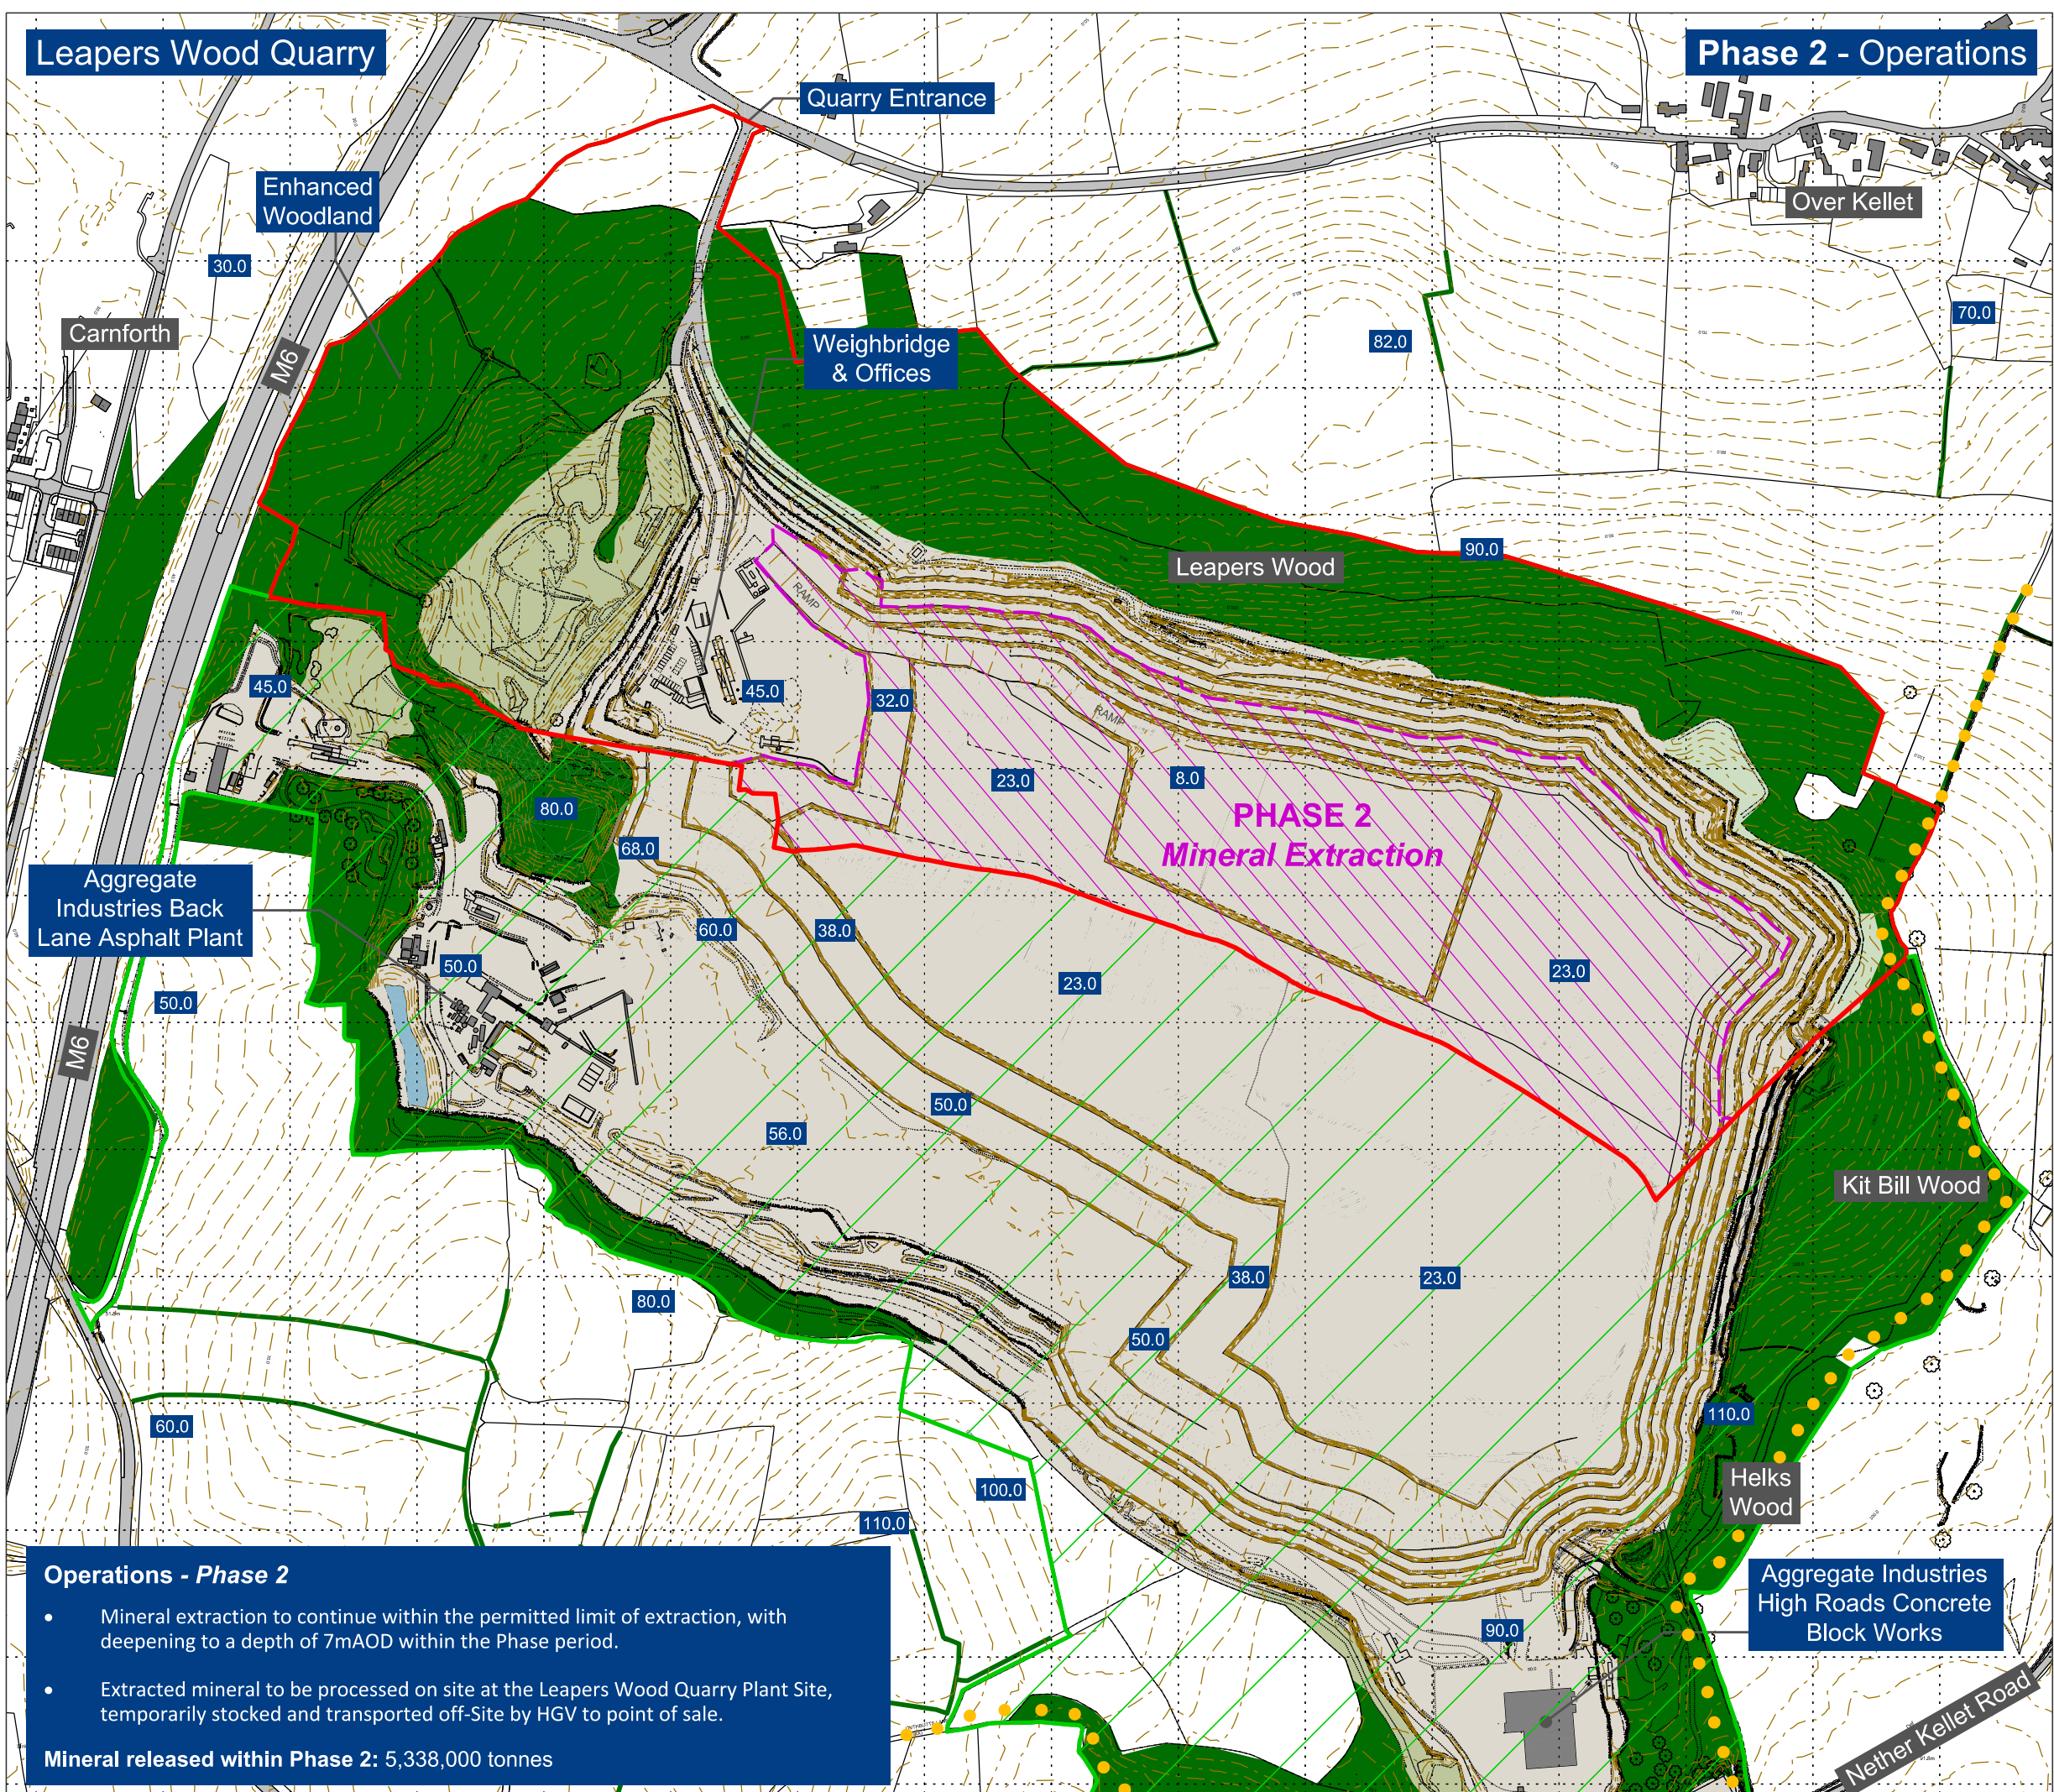 Leapers Wood Quarry
Phase 2 - Operations
Quarry Entrance
Enhanced
Woodland
Over Kellet
30.0
70.0
Carnforth
82.0
M6
Weighbridge
& Offices
90.0
Leapers Wood
RAMP
45.0
45.0
32.0
RAMP
23.0
8.0
80.0
PHASE 2
Mineral Extraction
68.0
Aggregate
Industries Back
Lane Asphalt Plant
60.0
38.0
50.0
23.0
23.0
50.0
M6
50.0
56.0
Kit Bill Wood
80.0
38.0
23.0
50.0
60.0
110.0
100.0
Helks
Wood
110.0
Aggregate Industries
High Roads Concrete
Block Works
90.0
Nether Kellet Road
Operations - Phase 2
• Mineral extraction to continue within the permitted limit of extraction, with
deepening to a depth of 7mAOD within the Phase period.
• Extracted mineral to be processed on site at the Leapers Wood Quarry Plant Site,
temporarily stocked and transported off-Site by HGV to point of sale.
Mineral released within Phase 2: 5,338,000 tonnes